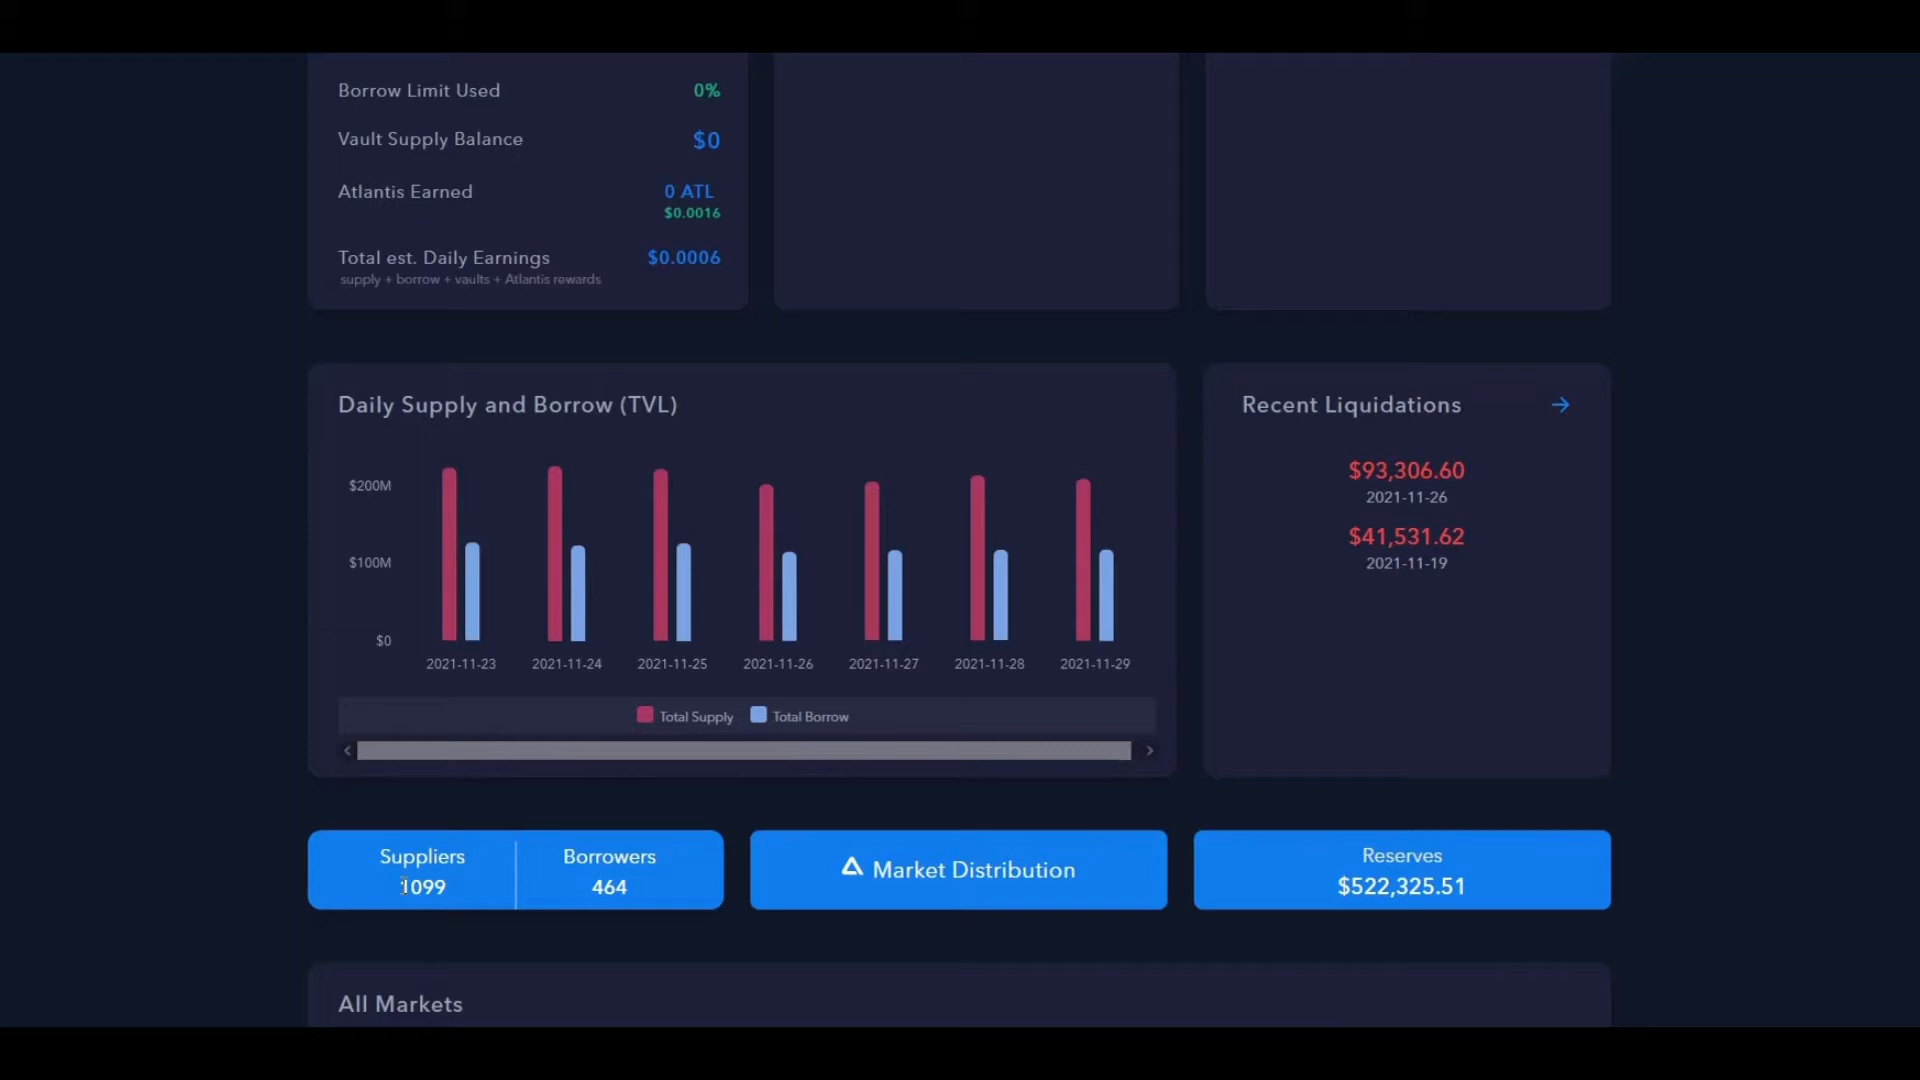 Borrow Limit Used 0%
Vault Supply Balance $0
Atlantis Earned 0 ATL
$0.0016
Total est. Daily Earnings $0.0006
supply + borrow + vaults + Atlantis rewards
Daily Supply and Borrow (TVL)
$200M
$100M
$0
2021-11-23 2021-11-24 2021-11-25 2021-11-26 2021-11-27 2021-11-28 2021-11-29
Total Supply Total Borrow
Recent Liquidations
$93,306.60
2021-11-26
$41,531.62
2021-11-19
Suppliers
1099
Borrowers
464
Market Distribution
Reserves
$522,325.51
All Markets